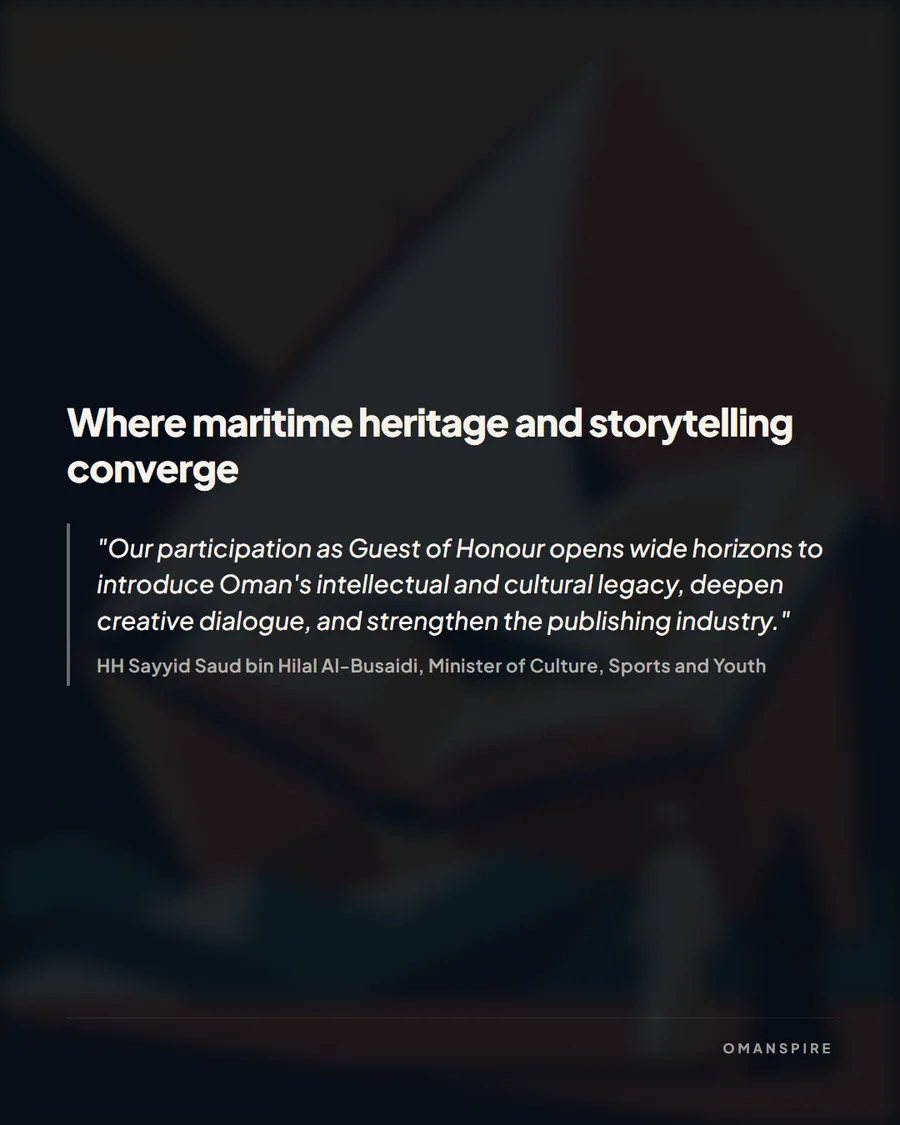 Where maritime heritage and storytelling
converge
"Our participation as Guest of Honour opens wide horizons to
introduce Oman's intellectual and cultural legacy, deepen
creative dialogue, and strengthen the publishing industry."
HH Sayyid Saud bin Hilal Al-Busaidi, Minister of Culture, Sports and Youth
OMANSPIRE